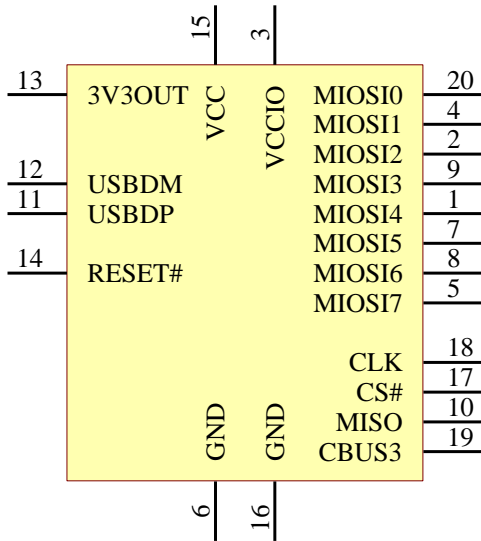 15
3
13
3V3OUT
VCC
VCCIO
MIOSI0
20
MIOSI1
4
MIOSI2
2
12
USBDM
MIOSI3
9
11
USBDP
MIOSI4
1
MIOSI5
7
14
RESET#
MIOSI6
8
MIOSI7
5
CLK
18
CS#
17
GND
GND
MISO
10
CBUS3
19
6
16